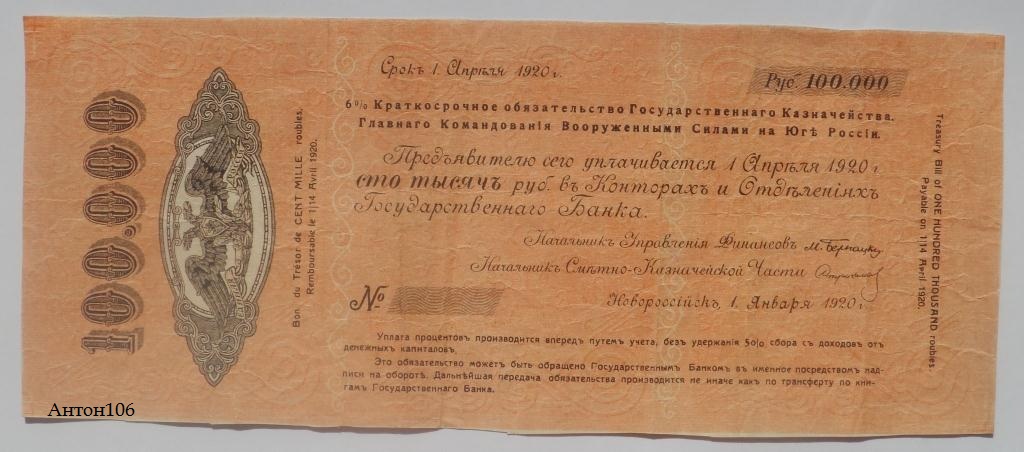 Срокъ 1. Апрѣля 1920 г.
Рус. 100.000
6% Краткосрочное обязательство Государственнаго Казначейства.
Главнаго Командованія Вооруженными Силами на Югѣ Россіи.
Предъявителю сего уплачивается 1 Апрѣля 1920 г.
сто тысячъ руб. въ Конторахъ и Отдѣленіяхъ
Государственнаго Банка.
Начальникъ Управленія Финансовъ М. Бернацкій
Начальникъ Смѣтно-Казначейской Части
Новороссійскъ, 1. Января 1920 г.
№
Уплата процентовъ производится впередъ путемъ учета, безъ удержания 5% сбора съ доходовъ отъ
денежныхъ капиталовъ.
Это обязательство можетъ быть обращено Государственнымъ Банкомъ въ именное посредствомъ над-
писи на оборотѣ. Дальнѣйшая передача обязательства производится не иначе какъ по трансферту по кни-
гамъ Государственнаго Банка.
100.000
Bon. du Trésor de CENT MILLE roubles.
Remboursable le 1|14 Avril 1920.
Treasury Bill of ONE HUNDRED THOUSAND roubles.
Payable on 1|14 Avril 1920.
Антон106